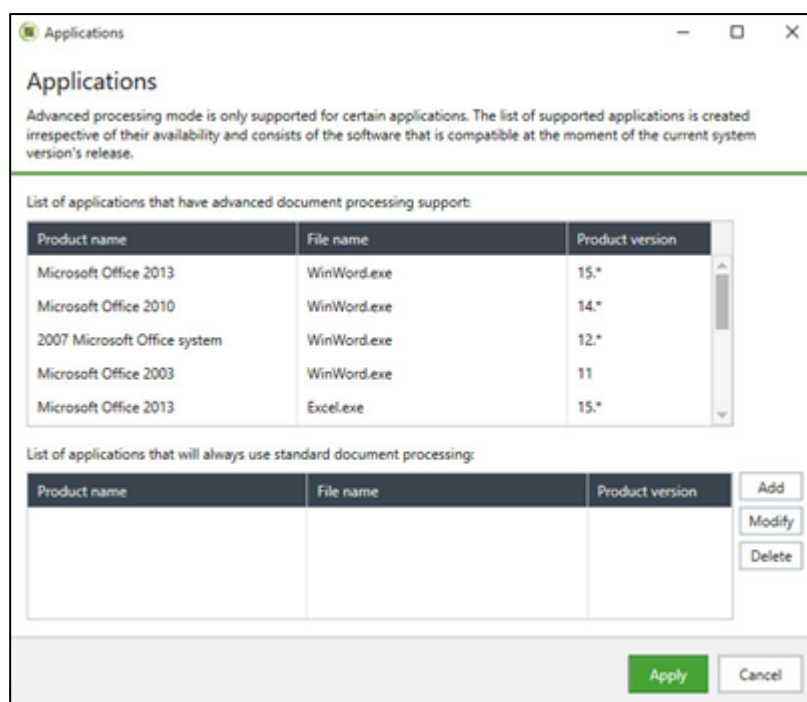 Applications
Applications
Advanced processing mode is only supported for certain applications. The list of supported applications is created
irrespective of their availability and consists of the software that is compatible at the moment of the current system
version's release.
List of applications that have advanced document processing support:
Product name File name Product version
Microsoft Office 2013 WinWord.exe 15.*
Microsoft Office 2010 WinWord.exe 14.*
2007 Microsoft Office system WinWord.exe 12.*
Microsoft Office 2003 WinWord.exe 11
Microsoft Office 2013 Excel.exe 15.*
List of applications that will always use standard document processing:
Product name File name Product version
Add
Modify
Delete
Apply Cancel